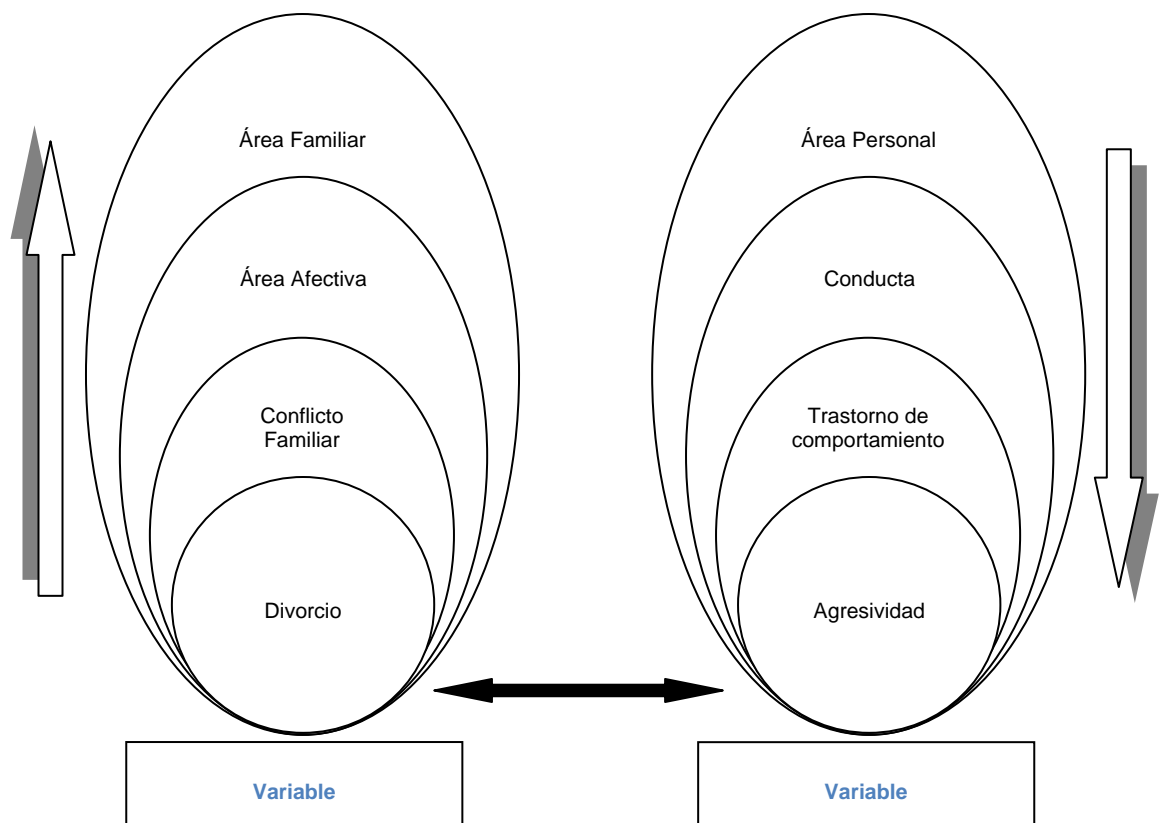 Área Familiar
Área Afectiva
Conflicto
Familiar
Divorcio
Variable
Área Personal
Conducta
Trastorno de
comportamiento
Agresividad
Variable